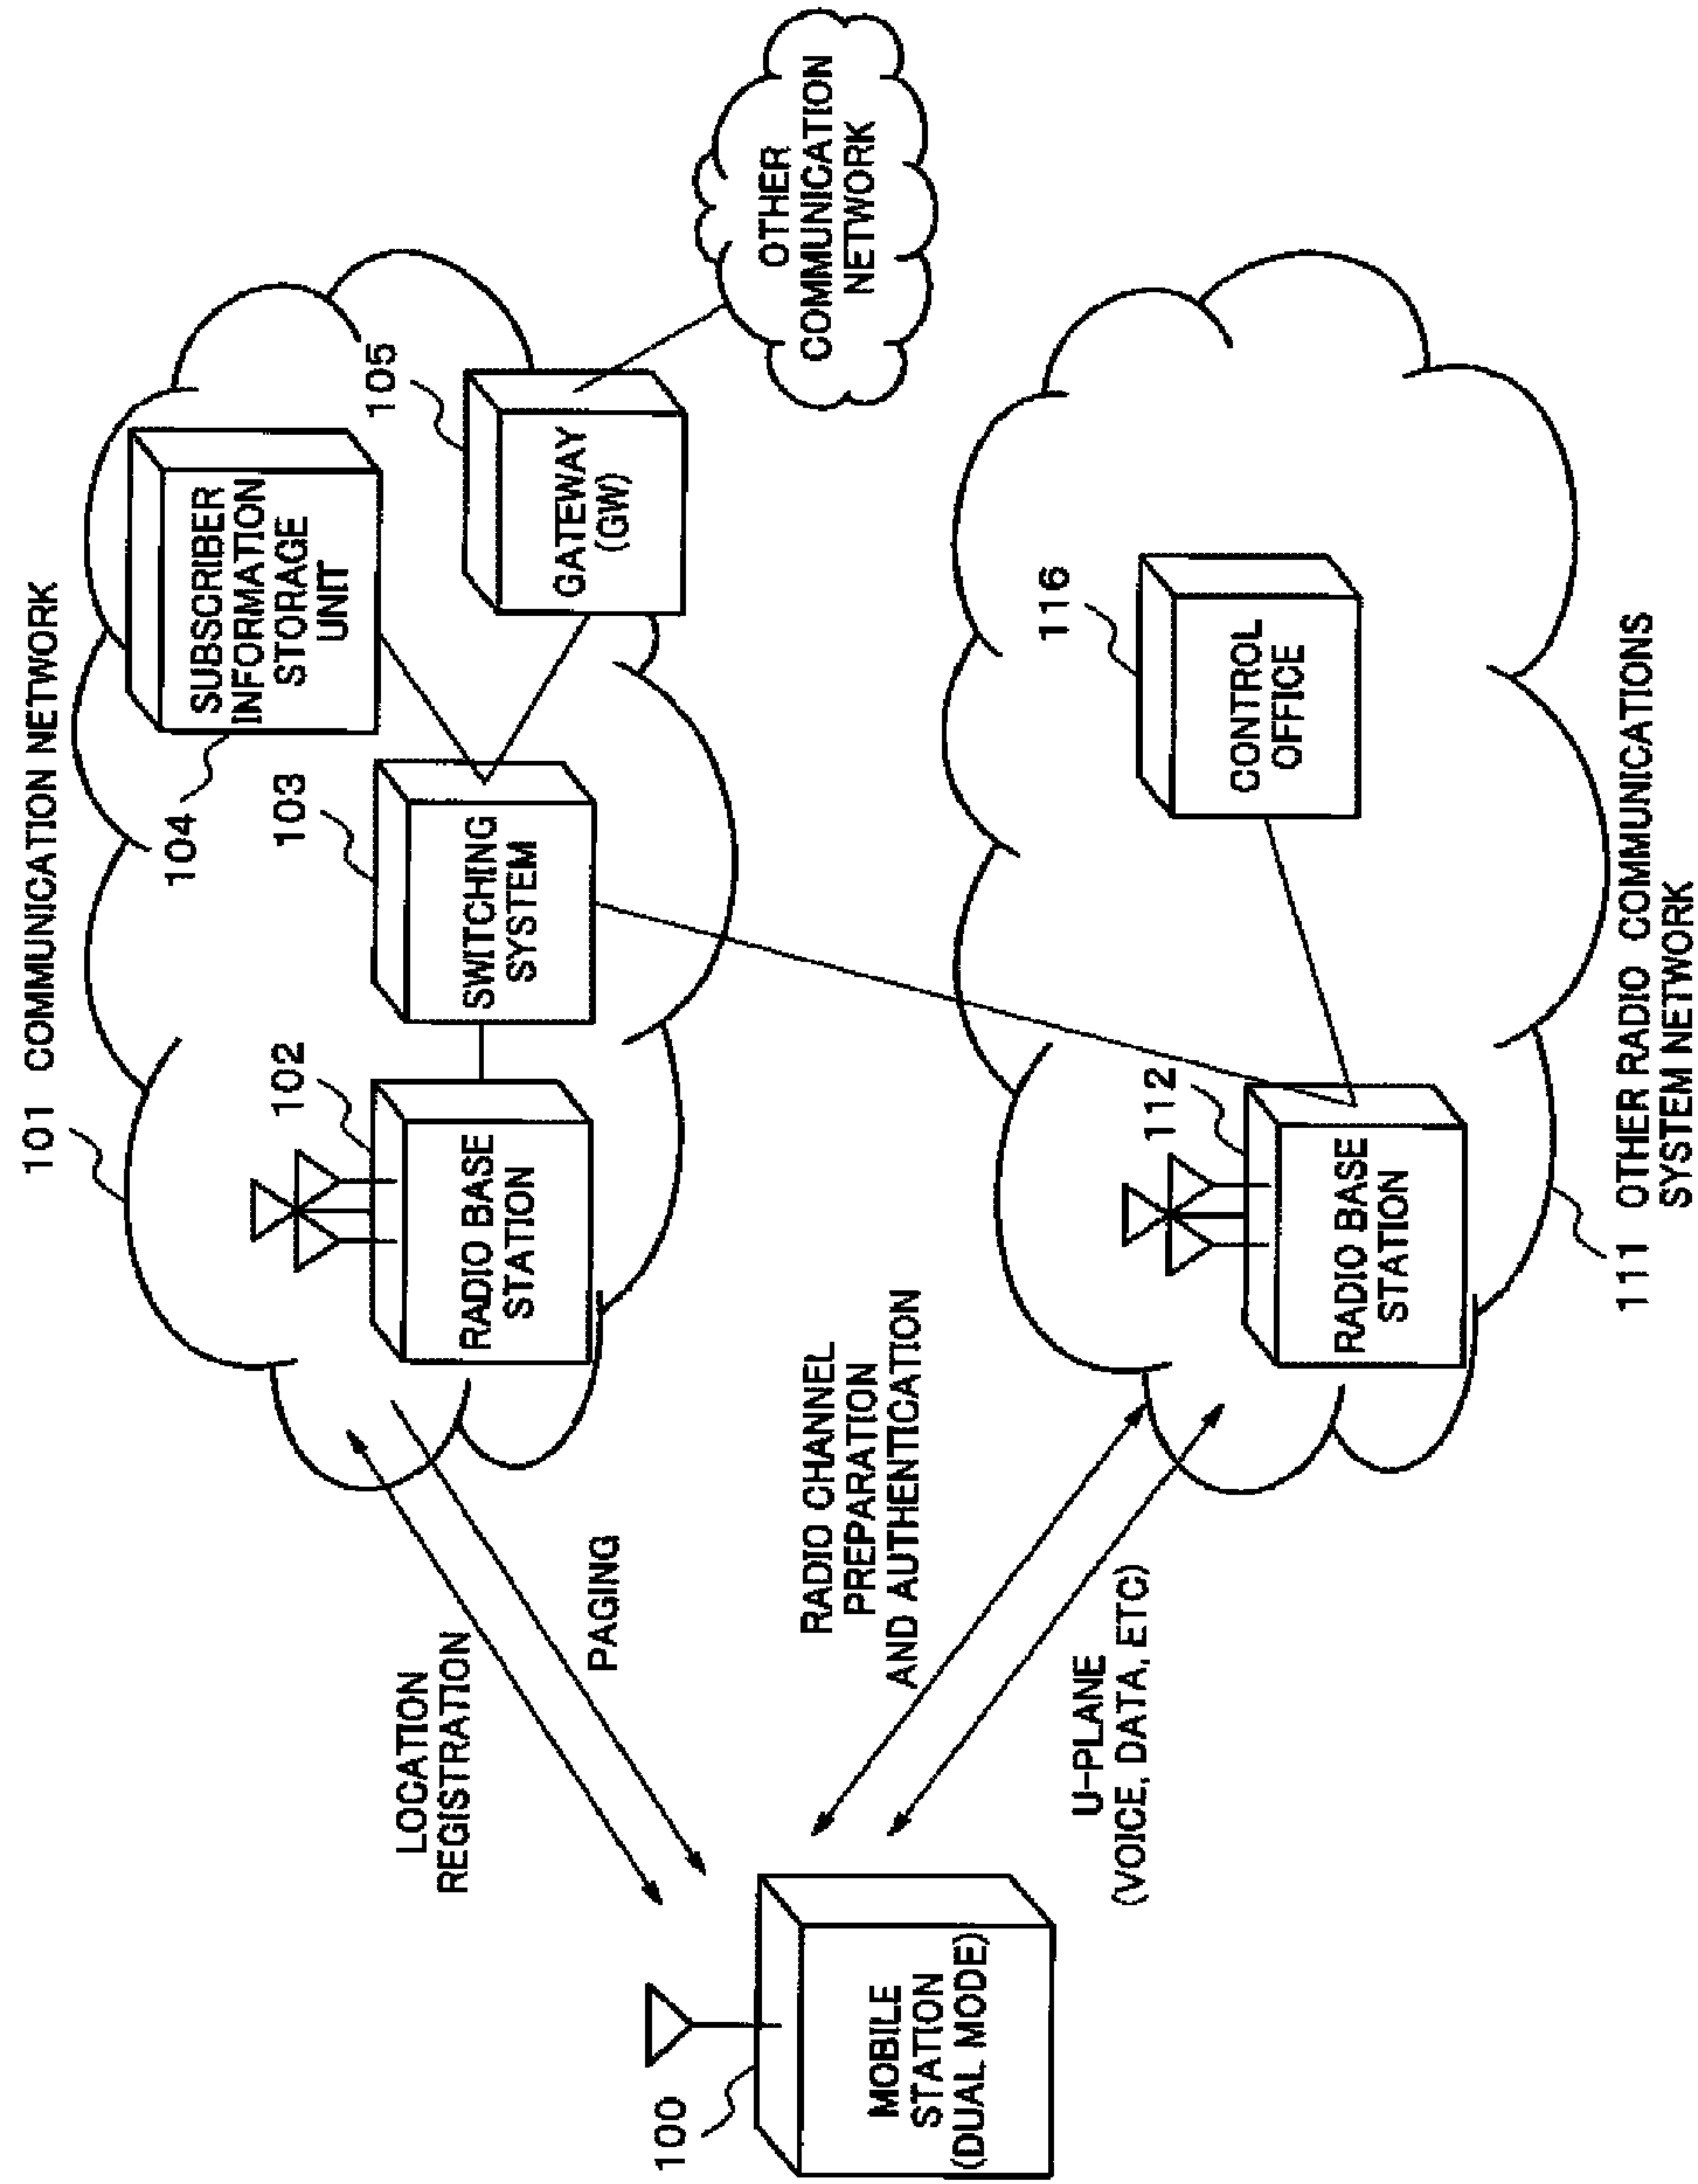 101 COMMUNICATION NETWORK
104
SUBSCRIBER
INFORMATION
STORAGE
UNIT
103
105
102
SWITCHING
SYSTEM
GATEWAY
(GW)
OTHER
COMMUNICATION
NETWORK
RADIO BASE
STATION
LOCATION
REGISTRATION
PAGING
100
MOBILE
STATION
(DUAL MODE)
RADIO CHANNEL
PREPARATION
AND AUTHENTICATION
U-PLANE
(VOICE, DATA, ETC)
116
CONTROL
OFFICE
112
RADIO BASE
STATION
111 OTHER RADIO COMMUNICATIONS
SYSTEM NETWORK